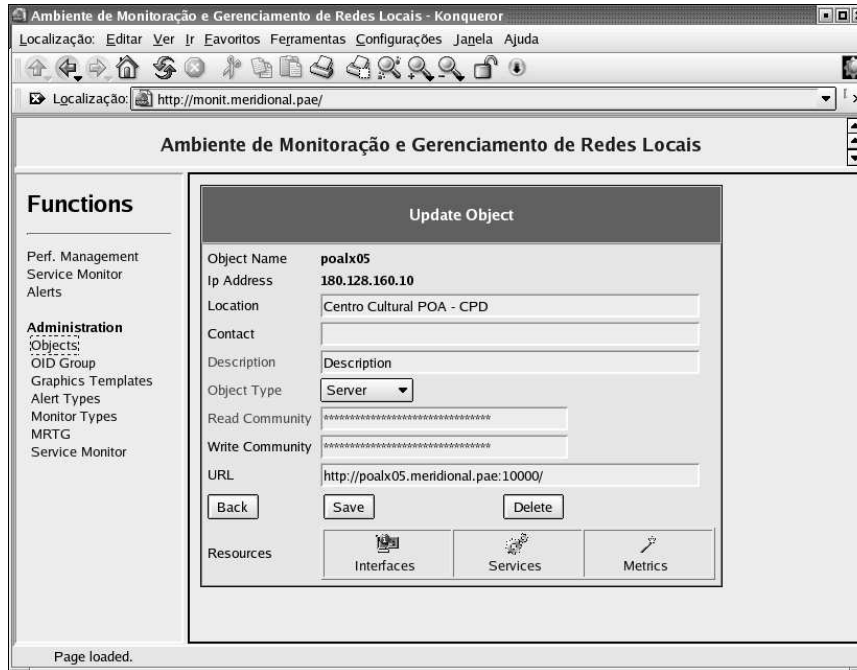 Ambiente de Monitoração e Gerenciamento de Redes Locais - Konqueror
Localização: Editar Ver Ir Favoritos Ferramentas Configurações Janela Ajuda
Localização: http://monit.meridional.pae/
Ambiente de Monitoração e Gerenciamento de Redes Locais
Functions
Perf. Management
Service Monitor
Alerts
Administration
Objects
OID Group
Graphics Templates
Alert Types
Monitor Types
MRTG
Service Monitor
Update Object
Object Name poalx05
Ip Address 180.128.160.10
Location Centro Cultural POA - CPD
Contact
Description Description
Object Type Server
Read Community ********************************
Write Community ********************************
URL http://poalx05.meridional.pae:10000/
Back Save Delete
Resources Interfaces Services Metrics
Page loaded.